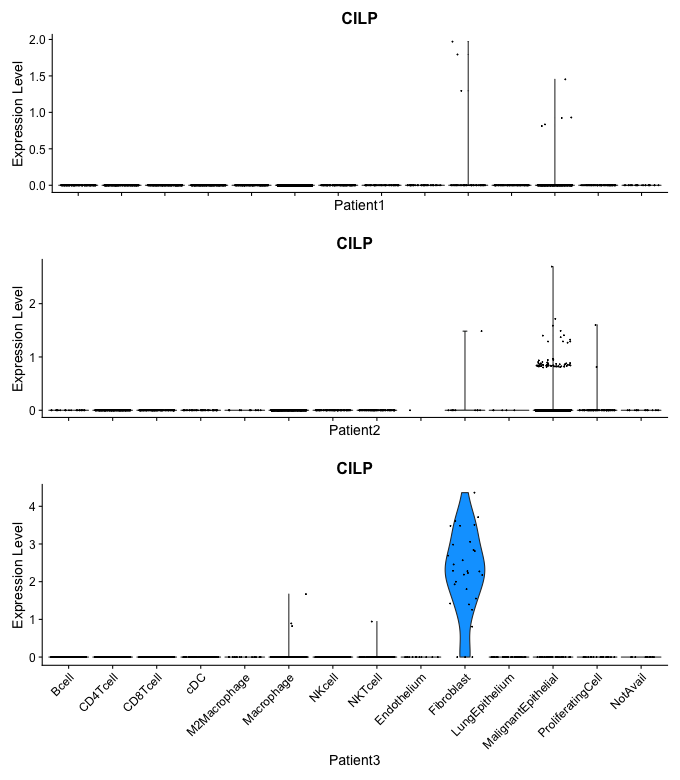 CILP
Expression Level
2.0
1.5
1.0
0.5
0.0
Patient1
CILP
Expression Level
2
1
0
Patient2
CILP
Expression Level
4
3
2
1
0
Bcell
CD4Tcell
CD8Tcell
cDC
M2Macrophage
Macrophage
NKcell
NKTcell
Endothelium
Fibroblast
LungEpithelium
MalignantEpithelial
ProliferatingCell
NotAvail
Patient3